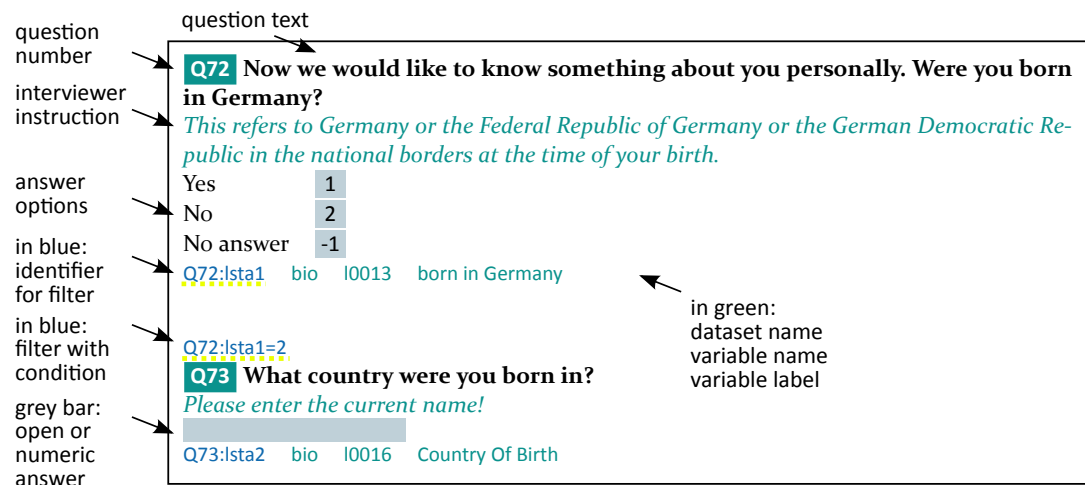 question text
question
number
Q72 Now we would like to know something about you personally. Were you born
in Germany?
interviewer
instruction
This refers to Germany or the Federal Republic of Germany or the German Democratic Re-
public in the national borders at the time of your birth.
answer
options
Yes 1
No 2
No answer -1
in blue:
identifier
for filter
Q72:lsta1 bio l0013 born in Germany
in green:
dataset name
variable name
variable label
in blue:
filter with
condition
Q72:lsta1=2
Q73 What country were you born in?
Please enter the current name!
grey bar:
open or
numeric
answer
Q73:lsta2 bio l0016 Country Of Birth